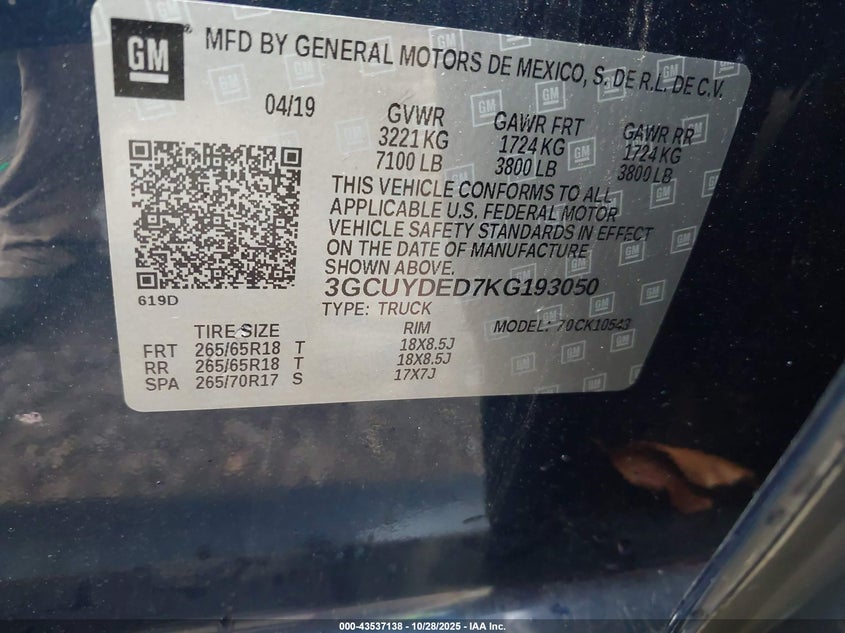 GM
MFD BY GENERAL MOTORS DE MEXICO, S. DE R.L. DE C.V.
04/19 GVWR GAWR FRT GAWR RR
3221 KG 1724 KG 1724 KG
7100 LB 3800 LB 3800 LB
THIS VEHICLE CONFORMS TO ALL
APPLICABLE U.S. FEDERAL MOTOR
VEHICLE SAFETY STANDARDS IN EFFECT
ON THE DATE OF MANUFACTURE
SHOWN ABOVE.
619D
3GCUYDED7KG193050
TYPE: TRUCK MODEL: 70CK10543
TIRE SIZE RIM
FRT 265/65R18 T 18X8.5J
RR 265/65R18 T 18X8.5J
SPA 265/70R17 S 17X7J
000-43537138 - 10/28/2025 - IAA Inc.